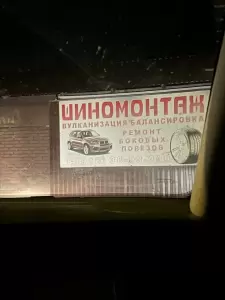 ШИНОМОНТАЖ
ВУЛКАНИЗАЦИЯ/БАЛАНСИРОВКА
РЕМОНТ
БОКОВЫХ
ПОРЕЗОВ